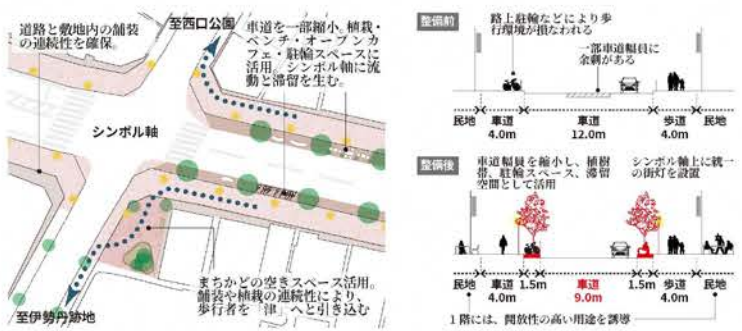 道路と敷地内の舗装
の連続性を確保。
至西口公園
車道を一部縮小。植栽・
ベンチ・オープンカ
フェ・駐輪スペースに
活用。シンボル軸に流
動と滞留を生む。
シンボル軸
まちかどの空きスペース活用。
舗装や植栽の連続性により、
歩行者を「津」へと引き込む
至伊勢丹跡地
整備前
路上駐輪などにより歩
行環境が損なわれる
一部車道幅員に
余剰がある
民地 車道 車道 歩道 民地
4.0m 12.0m 4.0m
整備後
車道幅員を縮小し、植樹
帯、駐輪スペース、滞留
空間として活用
シンボル軸上に統一
の街灯を設置
民地 車道 1.5m 車道 1.5m 歩道 民地
4.0m 9.0m 4.0m
1階には、開放性の高い用途を誘導